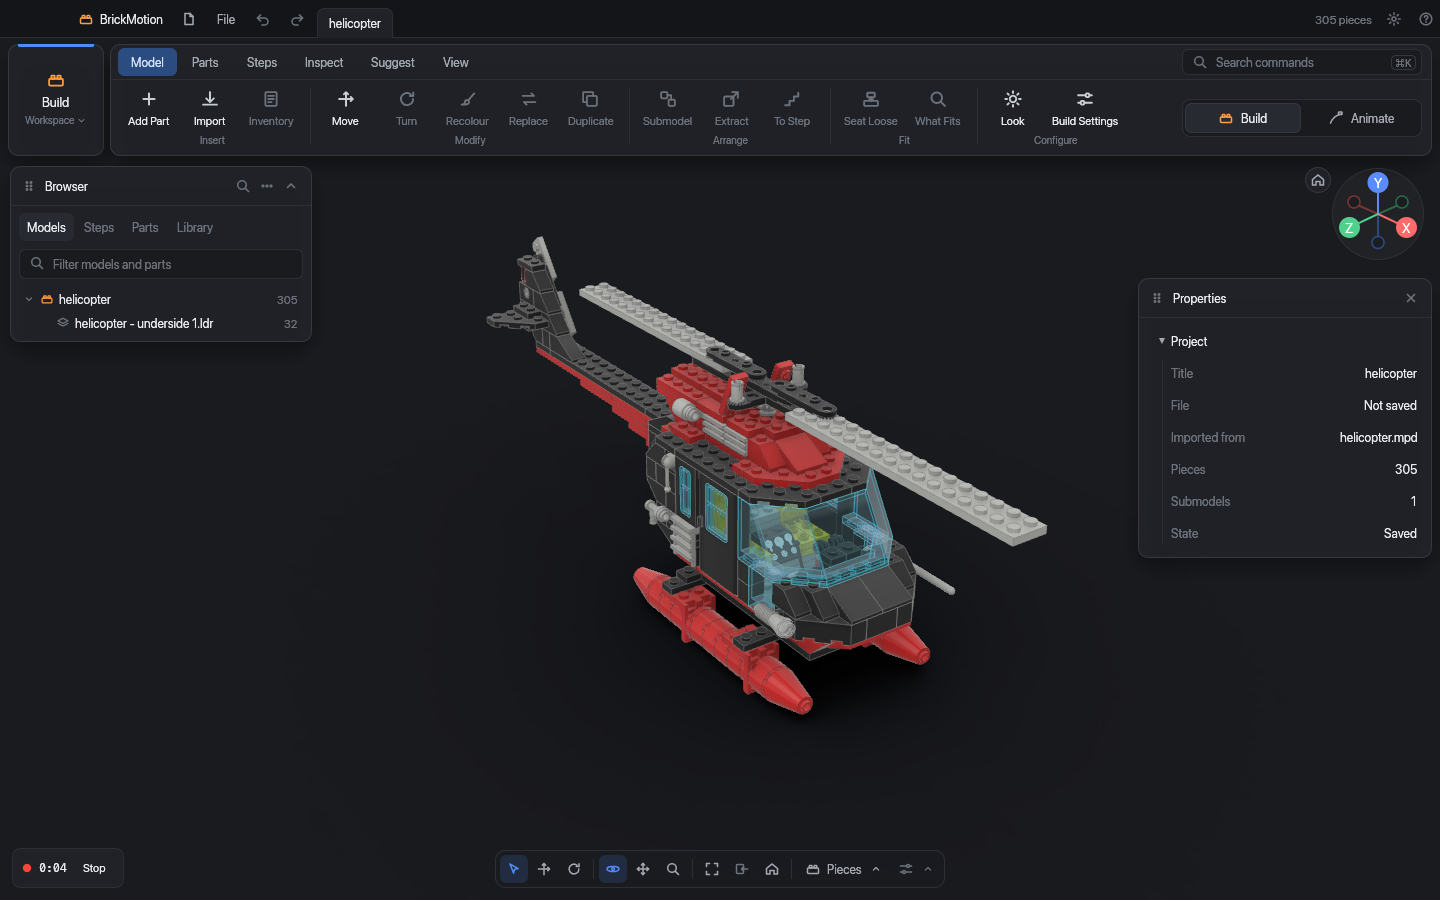 BrickMotion
File
helicopter
305 pieces
Build
Workspace
Model
Parts
Steps
Inspect
Suggest
View
Search commands
⌘K
Add Part
Import
Inventory
Insert
Move
Turn
Recolour
Replace
Duplicate
Modify
Submodel
Extract
To Step
Arrange
Seat Loose
What Fits
Fit
Look
Build Settings
Configure
Build
Animate
Browser
Models
Steps
Parts
Library
Filter models and parts
helicopter 305
helicopter - underside 1.ldr 32
Y
Z
X
Properties
Project
Title helicopter
File Not saved
Imported from helicopter.mpd
Pieces 305
Submodels 1
State Saved
0:04 Stop
Pieces